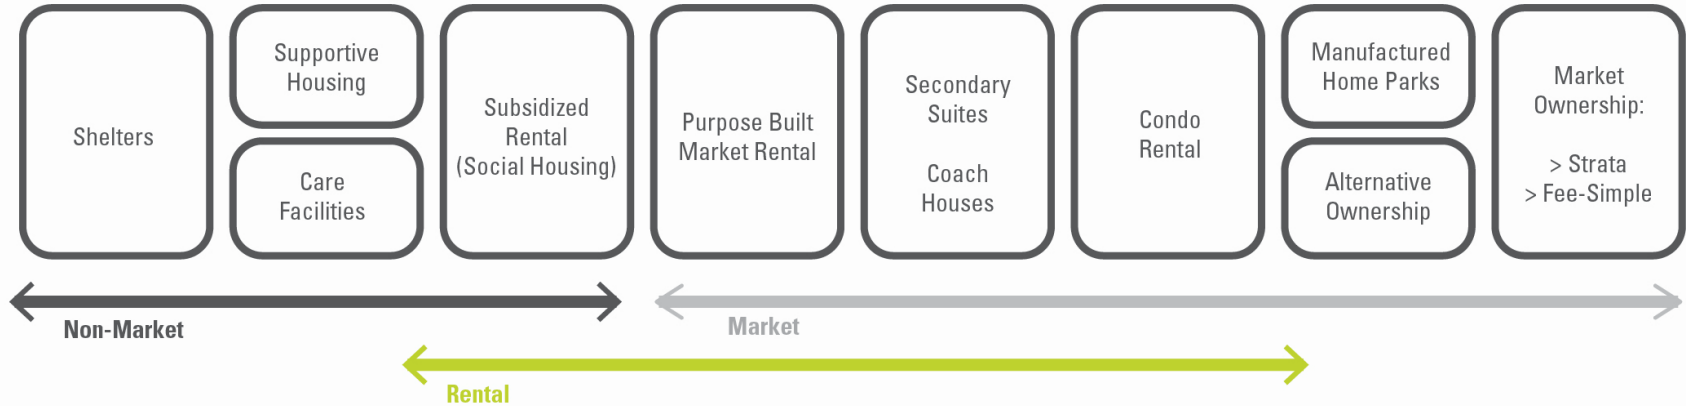 Shelters
Supportive
Housing
Care
Facilities
Subsidized
Rental
(Social Housing)
Purpose Built
Market Rental
Secondary
Suites
Coach
Houses
Condo
Rental
Manufactured
Home Parks
Alternative
Ownership
Market
Ownership:
> Strata
> Fee-Simple
Non-Market
Market
Rental